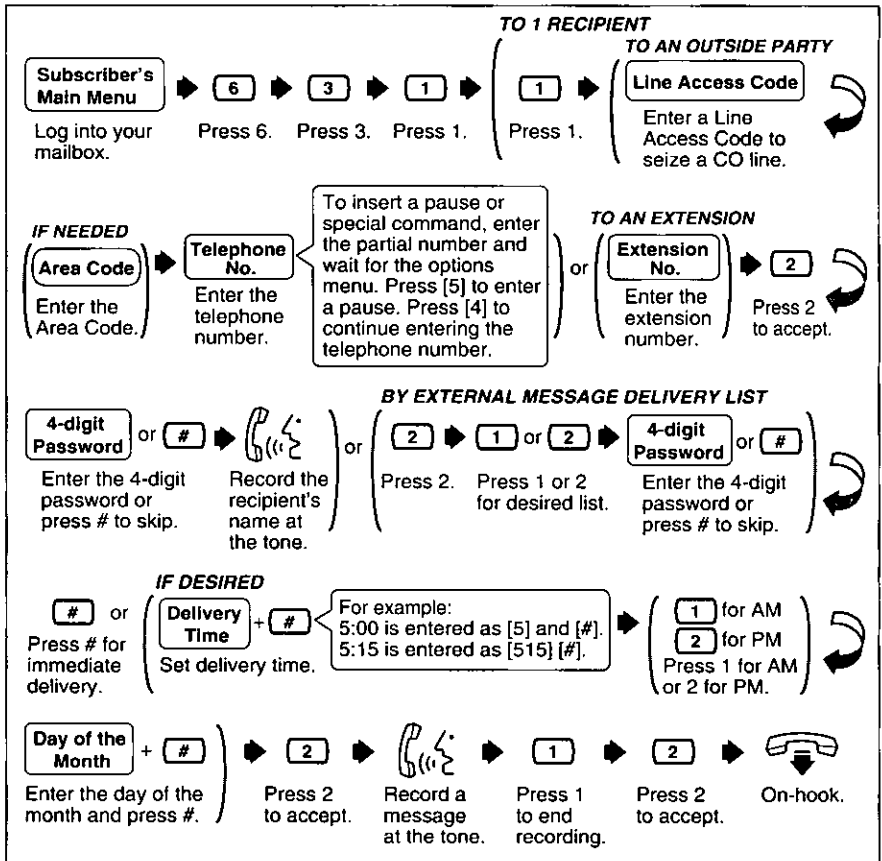 TO 1 RECIPIENT
TO AN OUTSIDE PARTY
Subscriber's
Main Menu
Log into your
mailbox.
6
Press 6.
3
Press 3.
1
Press 1.
1
Press 1.
Line Access Code
Enter a Line
Access Code to
seize a CO line.
IF NEEDED
Area Code
Enter the
Area Code.
Telephone
No.
Enter the
telephone
number.
To insert a pause or
special command, enter
the partial number and
wait for the options
menu. Press [5] to enter
a pause. Press [4] to
continue entering the
telephone number.
or
TO AN EXTENSION
Extension
No.
Enter the
extension
number.
2
Press 2
to accept.
4-digit
Password
or #
Enter the 4-digit
password or
press # to skip.
Record the
recipient's
name at
the tone.
or
BY EXTERNAL MESSAGE DELIVERY LIST
2
Press 2.
1 or 2
Press 1 or 2
for desired list.
4-digit
Password
or #
Enter the 4-digit
password or
press # to skip.
# or
Press # for
immediate
delivery.
IF DESIRED
Delivery
Time
+ #
Set delivery time.
For example:
5:00 is entered as [5] and [#].
5:15 is entered as [515} [#].
1 for AM
2 for PM
Press 1 for AM
or 2 for PM.
Day of the
Month
+ #
Enter the day of the
month and press #.
2
Press 2
to accept.
Record a
message
at the tone.
1
Press 1
to end
recording.
2
Press 2
to accept.
On-hook.